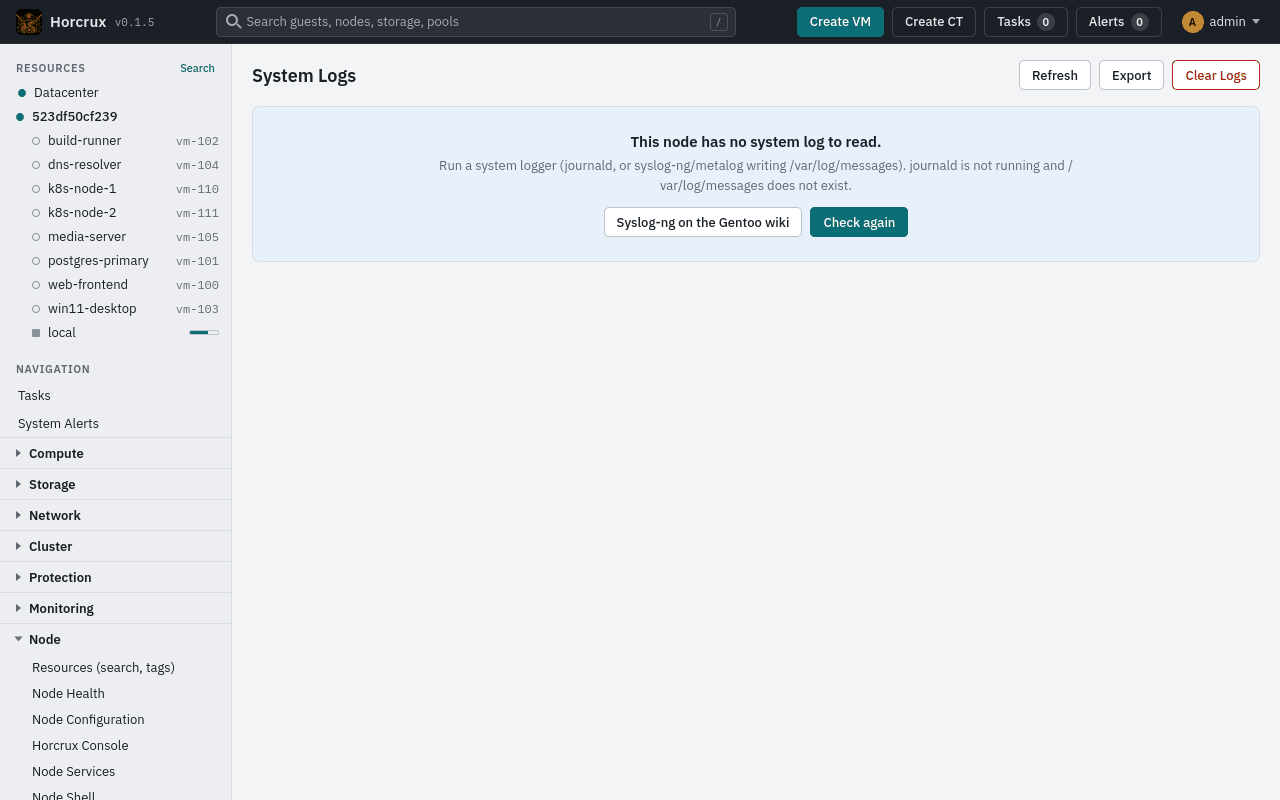 Horcrux v0.1.5
Search guests, nodes, storage, pools
/
Create VM
Create CT
Tasks 0
Alerts 0
A admin
RESOURCES
Search
Datacenter
523df50cf239
build-runner vm-102
dns-resolver vm-104
k8s-node-1 vm-110
k8s-node-2 vm-111
media-server vm-105
postgres-primary vm-101
web-frontend vm-100
win11-desktop vm-103
local
NAVIGATION
Tasks
System Alerts
Compute
Storage
Network
Cluster
Protection
Monitoring
Node
Resources (search, tags)
Node Health
Node Configuration
Horcrux Console
Node Services
Node Shell
System Logs
Refresh
Export
Clear Logs
This node has no system log to read.
Run a system logger (journald, or syslog-ng/metalog writing /var/log/messages). journald is not running and /
var/log/messages does not exist.
Syslog-ng on the Gentoo wiki
Check again